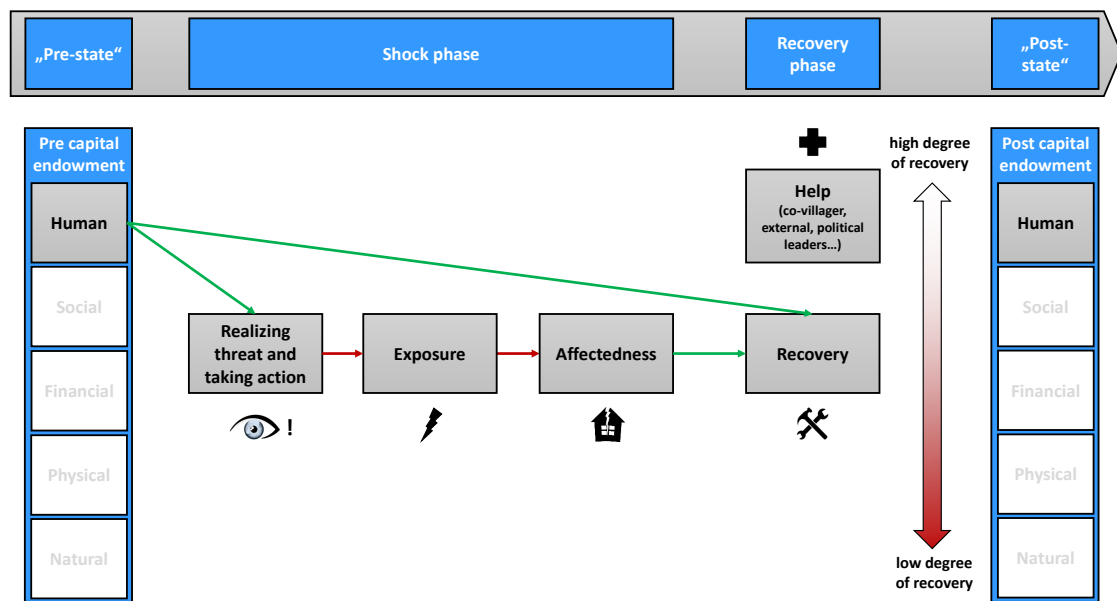 „Pre-state“
Shock phase
Recovery
phase
„Post-
state“
Pre capital
endowment
Human
Social
Financial
Physical
Natural
Realizing
threat and
taking action
!
Exposure
Affectedness
Help
(co-villager,
external, political
leaders…)
Recovery
high degree
of recovery
low degree
of recovery
Post capital
endowment
Human
Social
Financial
Physical
Natural